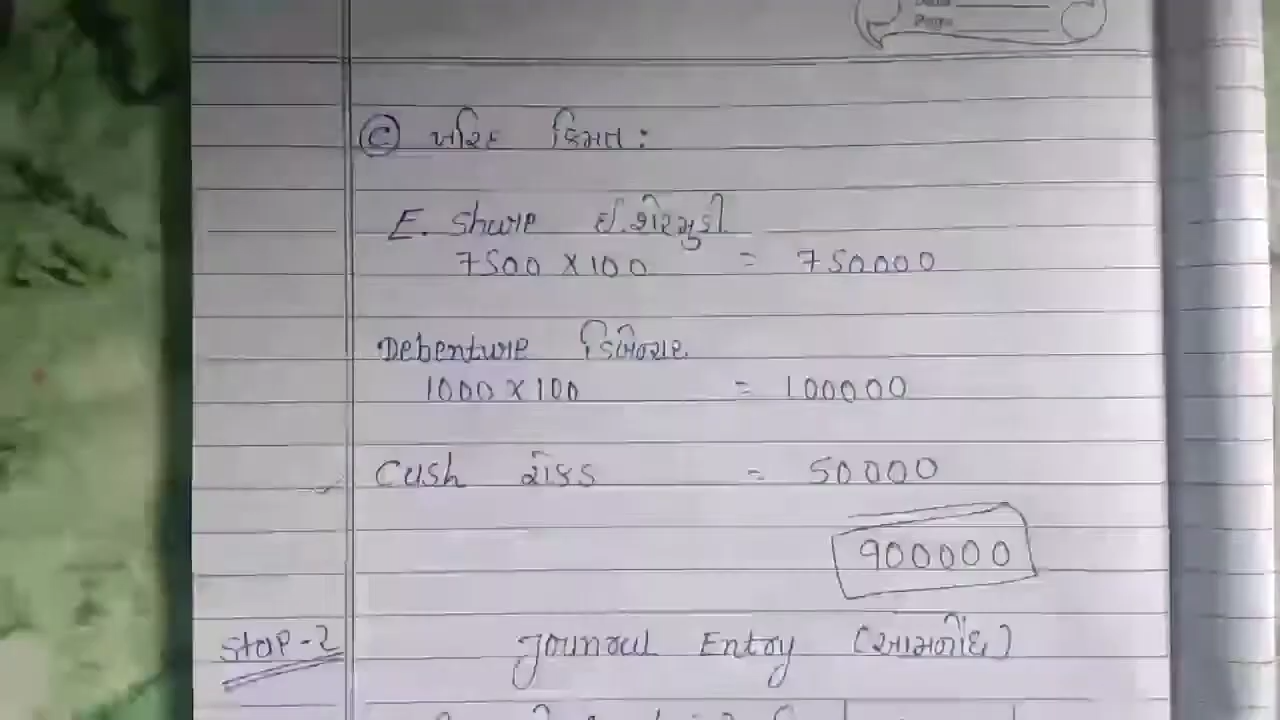 Page
C ખરિદ કિંમત :
E. Share ઈ.શેરમુડી
7500 × 100 = 750000
Debenture ડિબેન્ચર
1000 × 100 = 100000
Cash રોકડ = 50000
900000
Step-2 Journal Entry (આમનોંધ)